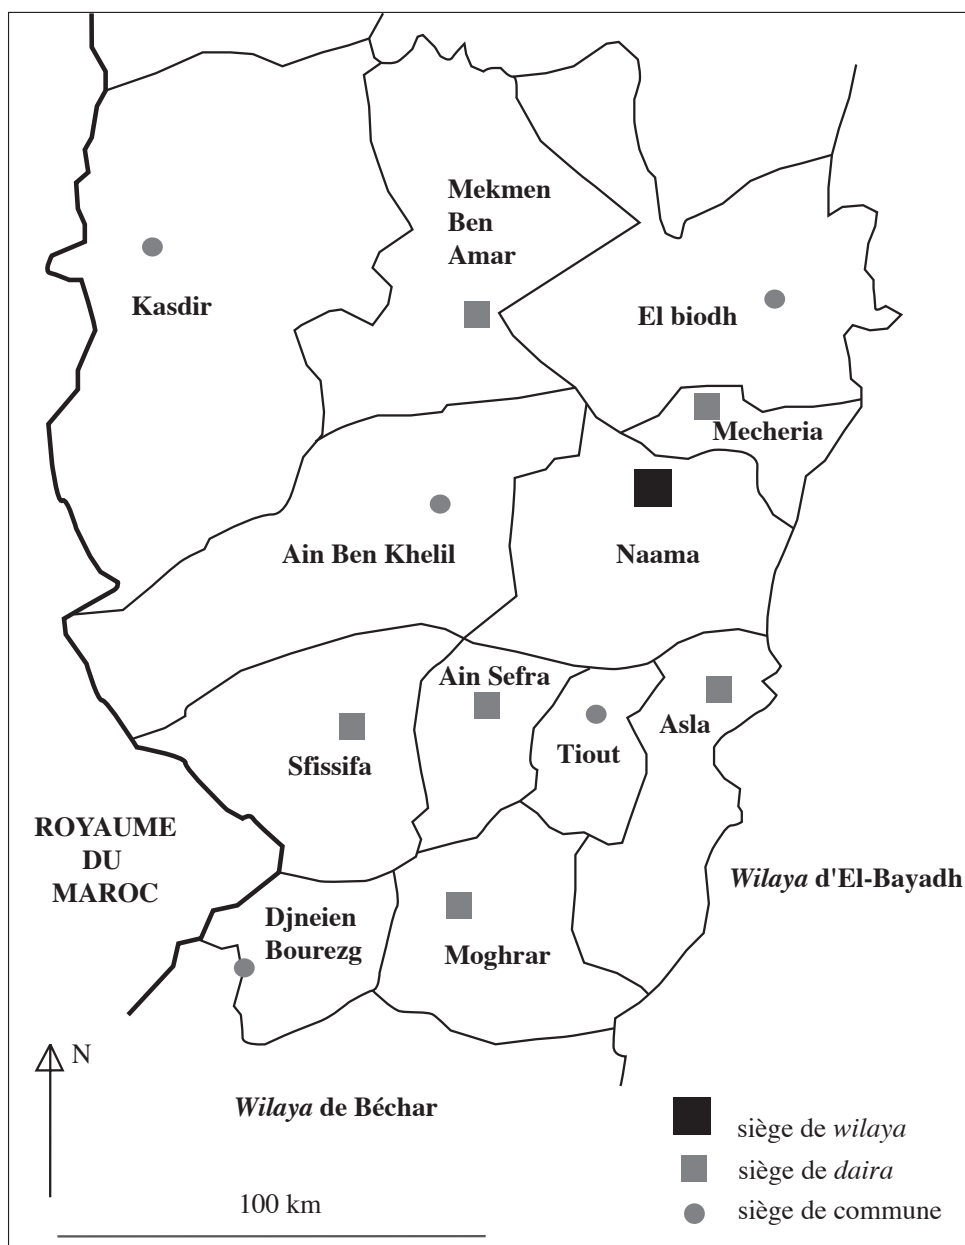 Mekmen
Ben
Amar
Kasdir
El biodh
Mecheria
Ain Ben Khelil
Naama
Ain Sefra
Asla
Tiout
Sfissifa
ROYAUME
DU
MAROC
Wilaya d'El-Bayadh
Djneien
Bourezg
Moghrar
N
Wilaya de Béchar
siège de wilaya
siège de daira
siège de commune
100 km